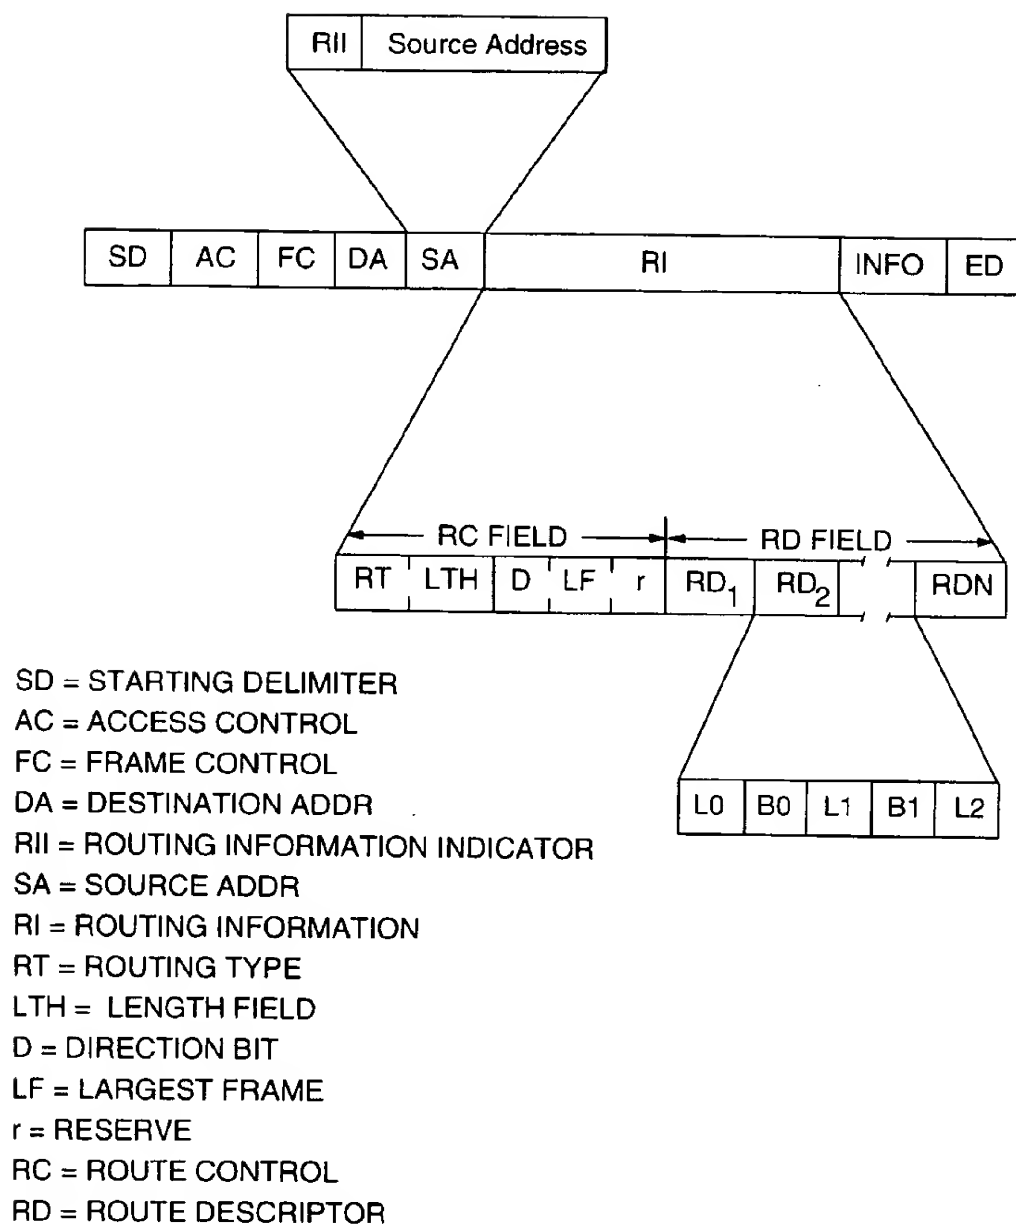 RII Source Address
SD AC FC DA SA RI INFO ED
RC FIELD RD FIELD
RT LTH D LF r RD1 RD2 RDN
L0 B0 L1 B1 L2
SD = STARTING DELIMITER
AC = ACCESS CONTROL
FC = FRAME CONTROL
DA = DESTINATION ADDR
RII = ROUTING INFORMATION INDICATOR
SA = SOURCE ADDR
RI = ROUTING INFORMATION
RT = ROUTING TYPE
LTH = LENGTH FIELD
D = DIRECTION BIT
LF = LARGEST FRAME
r = RESERVE
RC = ROUTE CONTROL
RD = ROUTE DESCRIPTOR